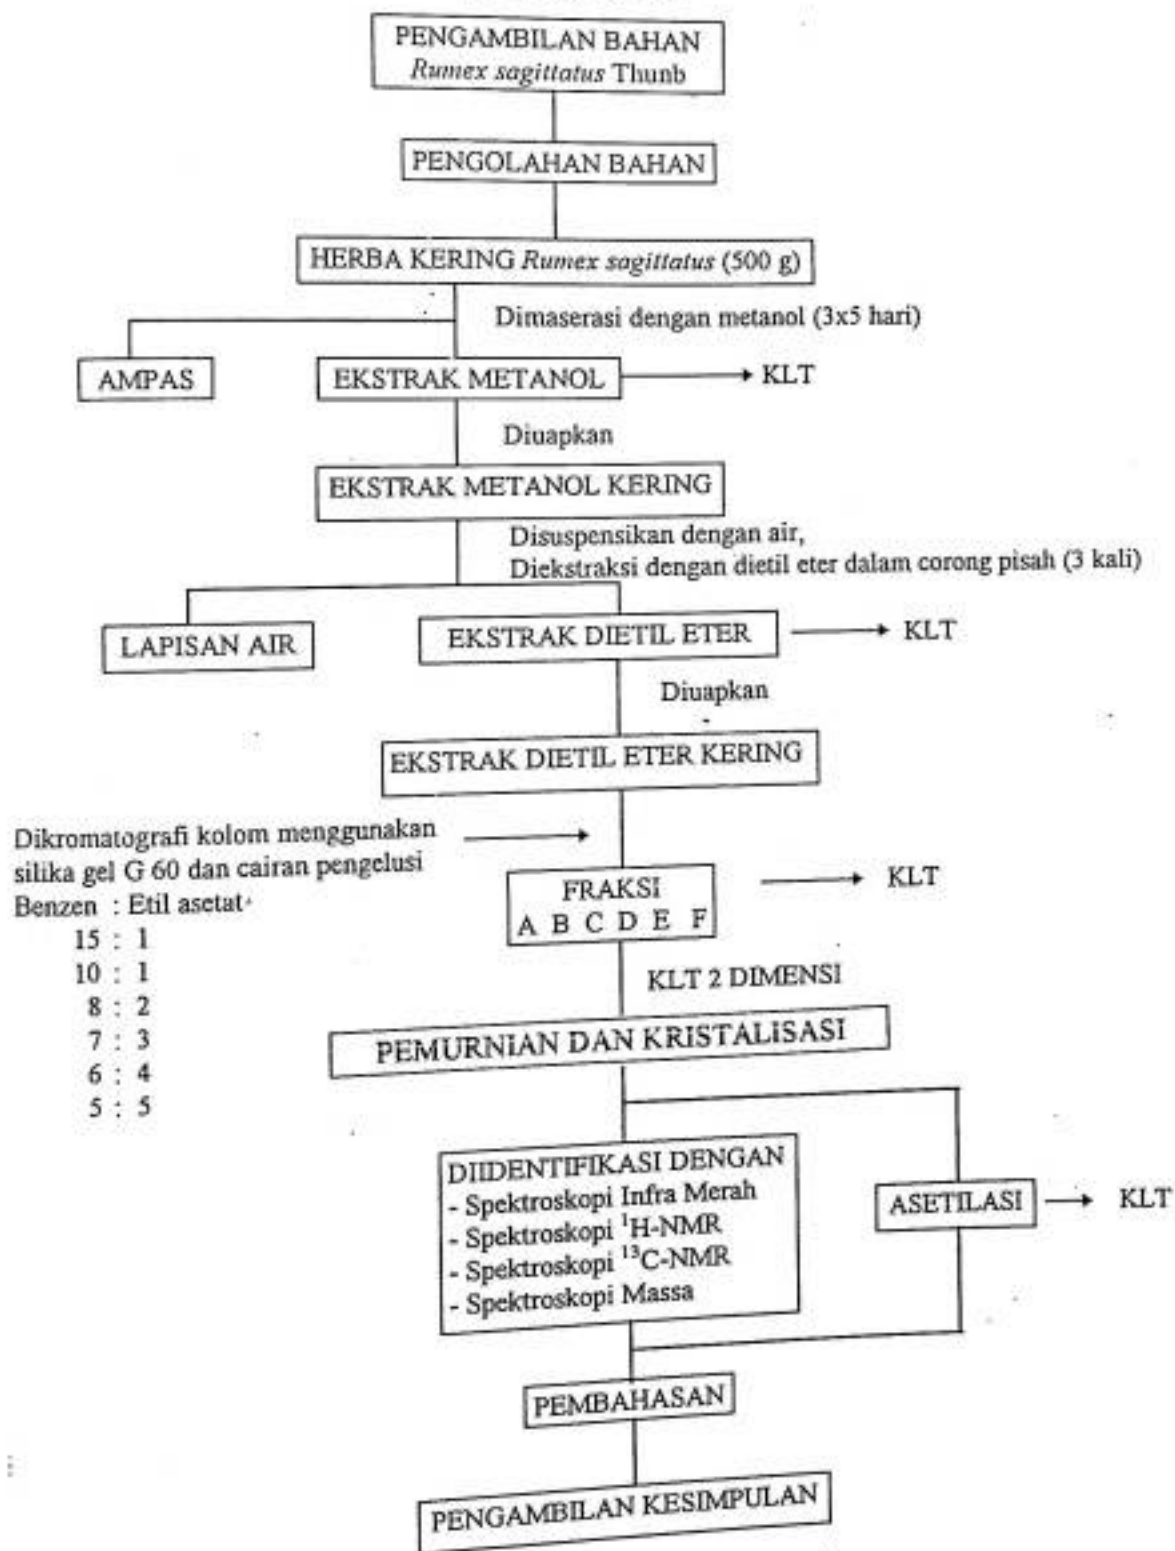 PENGAMBILAN BAHAN
Rumex sagittatus Thunb
PENGOLAHAN BAHAN
HERBA KERING Rumex sagittatus (500 g)
Dimaserasi dengan metanol (3x5 hari)
AMPAS
EKSTRAK METANOL
KLT
Diuapkan
EKSTRAK METANOL KERING
Disuspensikan dengan air,
Diekstraksi dengan dietil eter dalam corong pisah (3 kali)
LAPISAN AIR
EKSTRAK DIETIL ETER
KLT
Diuapkan
EKSTRAK DIETIL ETER KERING
Dikromatografi kolom menggunakan
silika gel G 60 dan cairan pengelusi
Benzen : Etil asetat
15 : 1
10 : 1
8 : 2
7 : 3
6 : 4
5 : 5
FRAKSI
A B C D E F
KLT
KLT 2 DIMENSI
PEMURNIAN DAN KRISTALISASI
DIIDENTIFIKASI DENGAN
- Spektroskopi Infra Merah
- Spektroskopi ¹H-NMR
- Spektroskopi ¹³C-NMR
- Spektroskopi Massa
ASETILASI
KLT
PEMBAHASAN
PENGAMBILAN KESIMPULAN